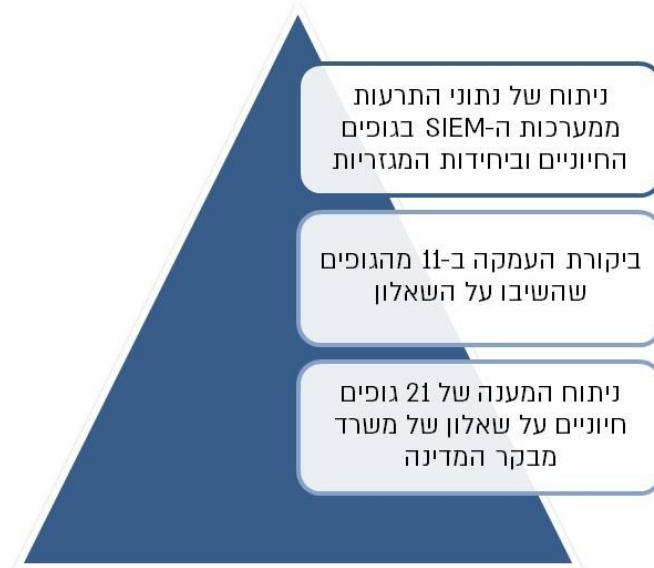 ניתוח של נתוני התרעות
ממערכות ה-SIEM בגופים
החיוניים וביחידות המגזריות
ביקורת העמקה ב-11 מהגופים
שהשיבו על השאלון
ניתוח המענה של 21 גופים
חיוניים על שאלון של משרד
מבקר המדינה